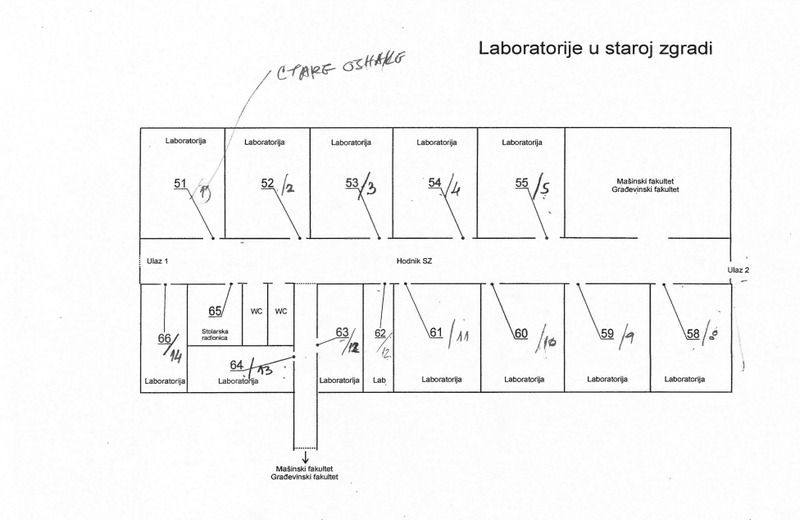 Laboratorije u staroj zgradi
СТАРЕ ОЗНАКЕ
Laboratorija
51 /1
Laboratorija
52 /2
Laboratorija
53 /3
Laboratorija
54 /4
Laboratorija
55 /5
Mašinski fakultet
Građevinski fakultet
Ulaz 1
Hodnik SZ
Ulaz 2
66 /14
Laboratorija
65
Stolarska
radionica
WC
WC
64 /13
Laboratorija
63 /12
Laboratorija
62 /12
Lab
61 /11
Laboratorija
60 /10
Laboratorija
59 /9
Laboratorija
58 /8
Laboratorija
Mašinski fakultet
Građevinski fakultet